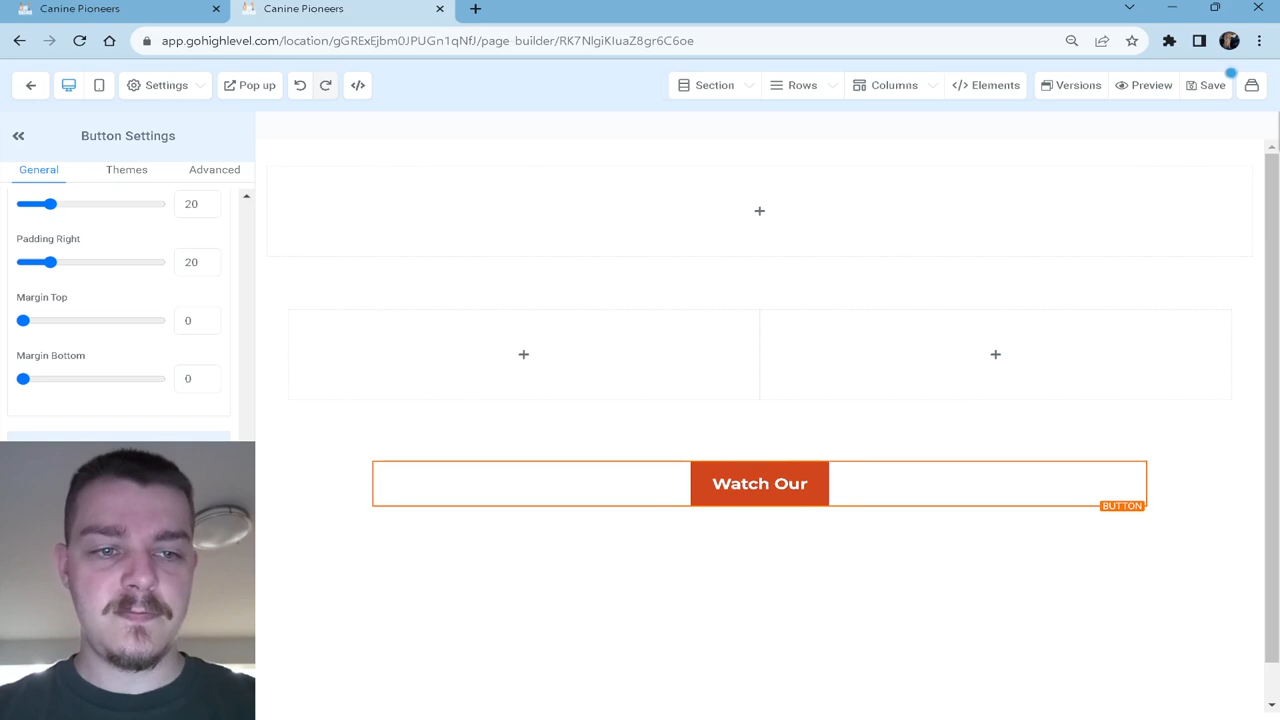 Canine Pioneers
Canine Pioneers
app.gohighlevel.com/location/gGRExEjbm0JPUGn1qNfJ/page-builder/RK7NlgiKIuaZ8gr6C6oe
Settings
Pop up
Section
Rows
Columns
Elements
Versions
Preview
Save
Button Settings
General
Themes
Advanced
20
Padding Right
20
Margin Top
0
Margin Bottom
0
Watch Our
BUTTON